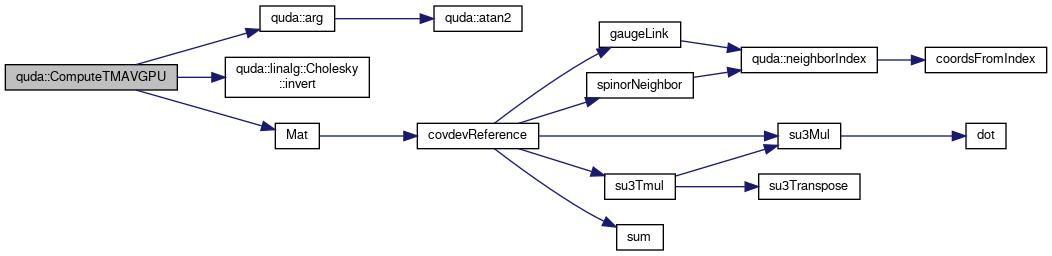 quda::ComputeTMAVGPU
quda::arg
quda::atan2
quda::linalg::Cholesky
::invert
Mat
covdevReference
gaugeLink
spinorNeighbor
quda::neighborIndex
coordsFromIndex
su3Mul
dot
su3Tmul
su3Transpose
sum